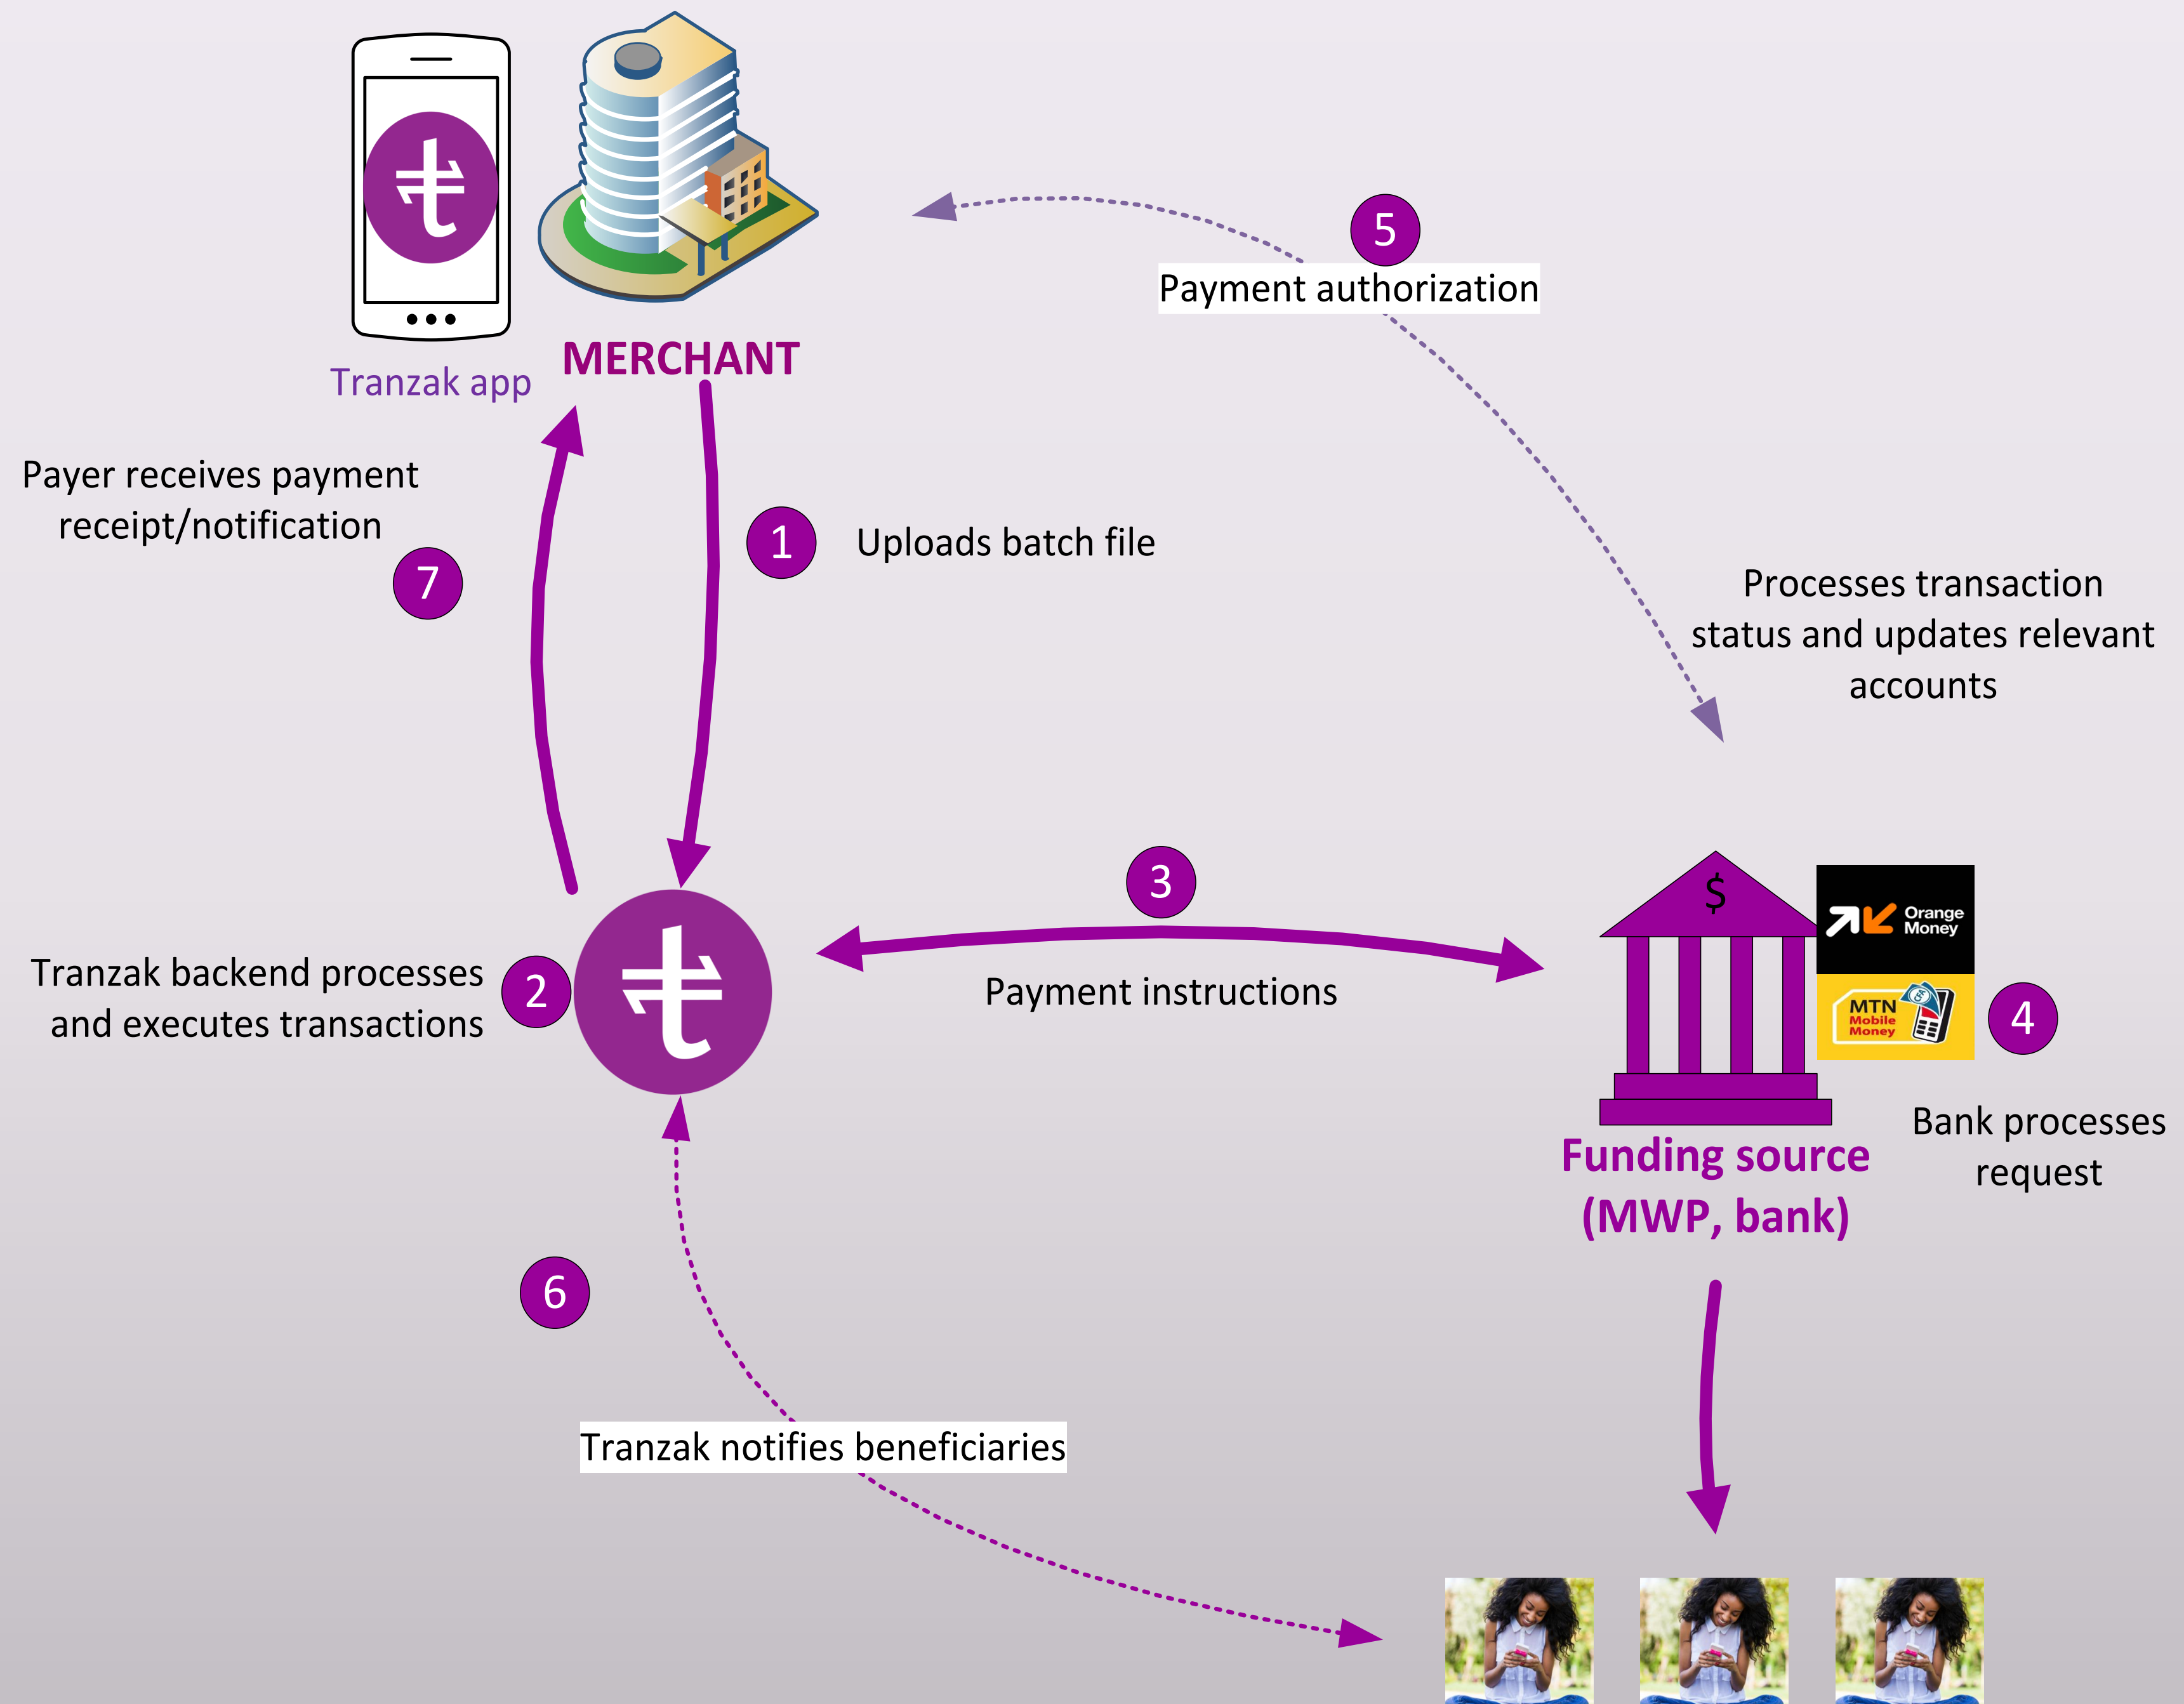 5
Payment authorization
MERCHANT
Tranzak app
Payer receives payment
receipt/notification
7
1
Uploads batch file
Processes transaction
status and updates relevant
accounts
3
Payment instructions
Tranzak backend processes
and executes transactions
2
$
Orange
Money
MTN
Mobile
Money
CFA
4
Bank processes
request
Funding source
(MWP, bank)
6
Tranzak notifies beneficiaries